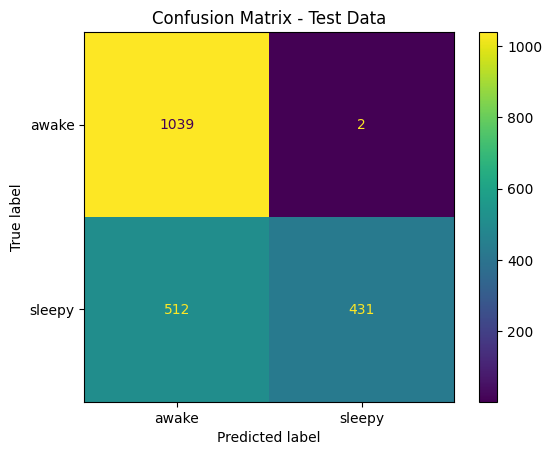 Confusion Matrix - Test Data
True label
awake
1039
2
sleepy
512
431
awake
sleepy
Predicted label
1000
800
600
400
200